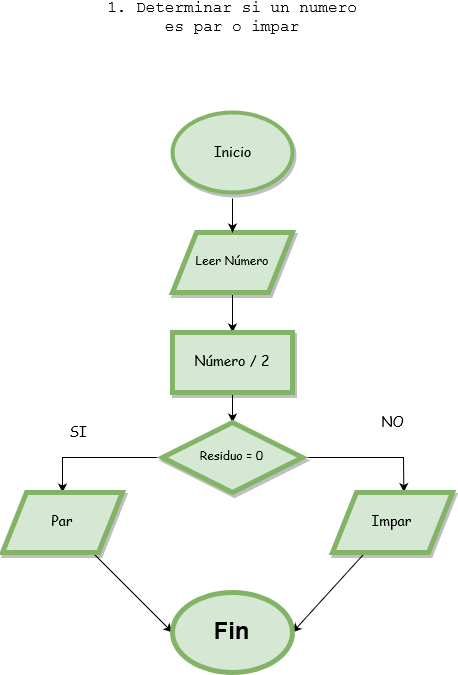 1. Determinar si un numero
es par o impar
Inicio
Leer Número
Número / 2
Residuo = 0
SI
NO
Par
Impar
Fin